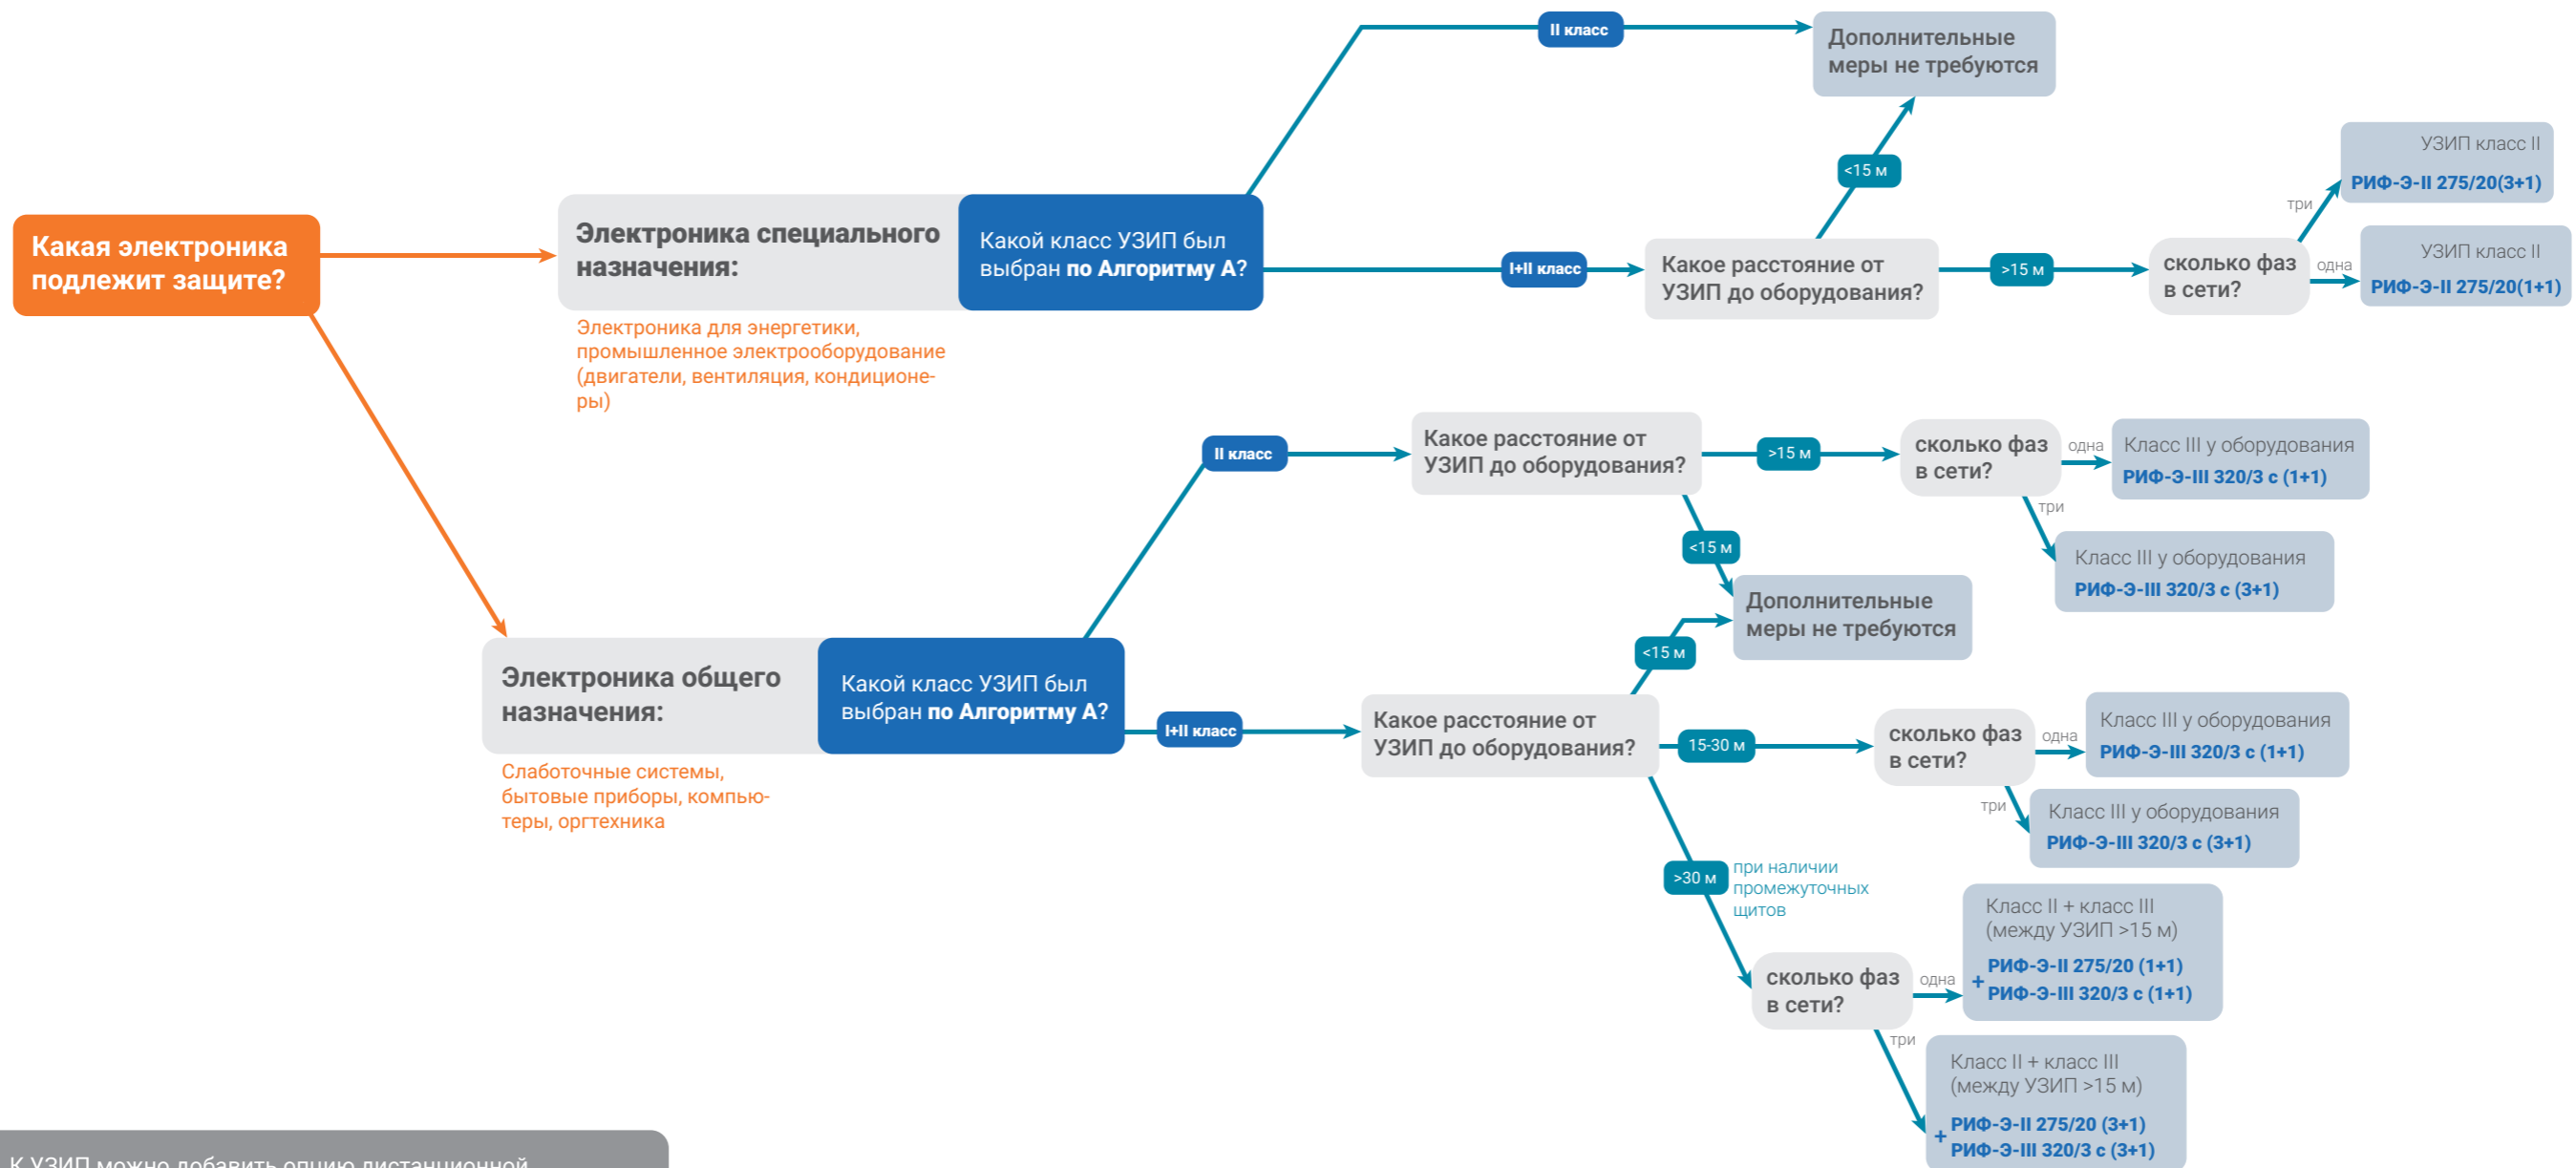 Какая электроника
подлежит защите?
Электроника специального
назначения:
Электроника для энергетики,
промышленное электрооборудование
(двигатели, вентиляция, кондиционе-
ры)
Какой класс УЗИП был
выбран по Алгоритму А?
II класс
Дополнительные
меры не требуются
<15 м
I+II класс
Какое расстояние от
УЗИП до оборудования?
>15 м
сколько фаз
в сети?
три
УЗИП класс II
РИФ-Э-II 275/20(3+1)
одна
УЗИП класс II
РИФ-Э-II 275/20(1+1)
Электроника общего
назначения:
Слаботочные системы,
бытовые приборы, компью-
теры, оргтехника
Какой класс УЗИП был
выбран по Алгоритму А?
II класс
Какое расстояние от
УЗИП до оборудования?
>15 м
сколько фаз
в сети?
одна
Класс III у оборудования
РИФ-Э-III 320/3 с (1+1)
три
Класс III у оборудования
РИФ-Э-III 320/3 с (3+1)
<15 м
Дополнительные
меры не требуются
<15 м
I+II класс
Какое расстояние от
УЗИП до оборудования?
15-30 м
сколько фаз
в сети?
одна
Класс III у оборудования
РИФ-Э-III 320/3 с (1+1)
три
Класс III у оборудования
РИФ-Э-III 320/3 с (3+1)
>30 м
при наличии
промежуточных
щитов
сколько фаз
в сети?
одна
Класс II + класс III
(между УЗИП >15 м)
РИФ-Э-II 275/20 (1+1)
+
РИФ-Э-III 320/3 с (1+1)
три
Класс II + класс III
(между УЗИП >15 м)
РИФ-Э-II 275/20 (3+1)
+
РИФ-Э-III 320/3 с (3+1)
К УЗИП можно добавить опцию дистанционной